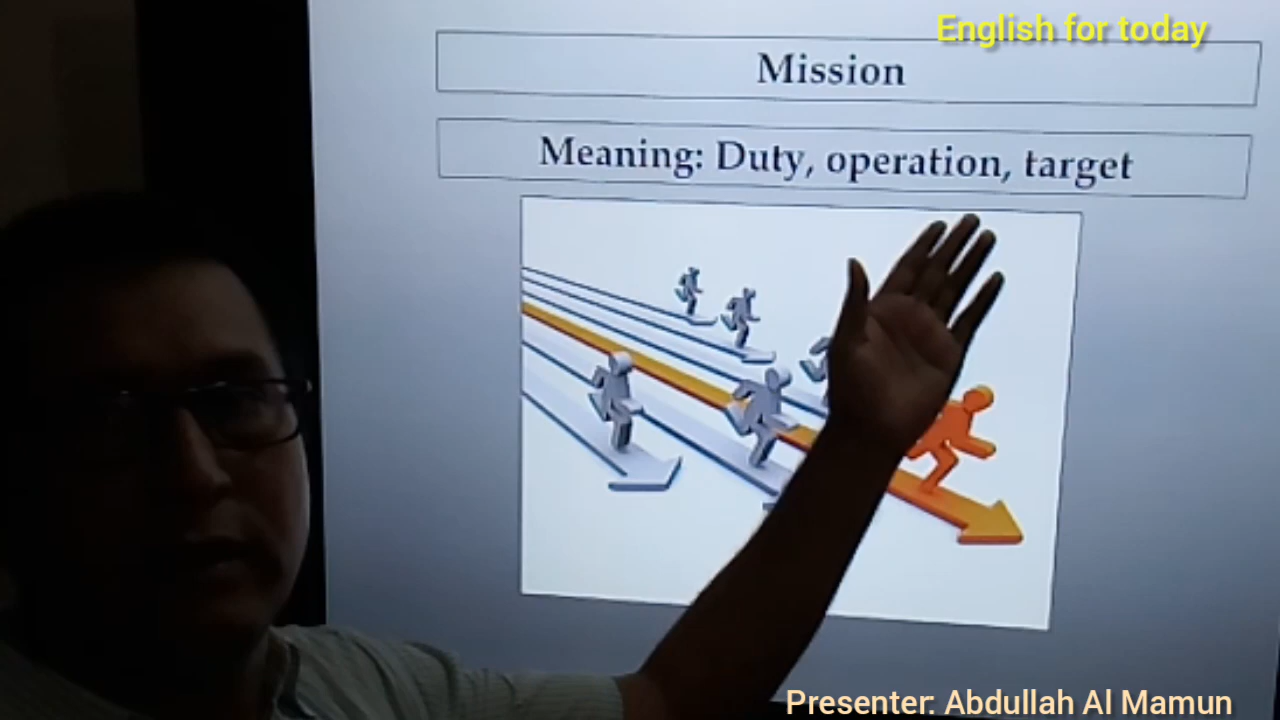 English for today
Mission
Meaning: Duty, operation, target
Presenter: Abdullah Al Mamun